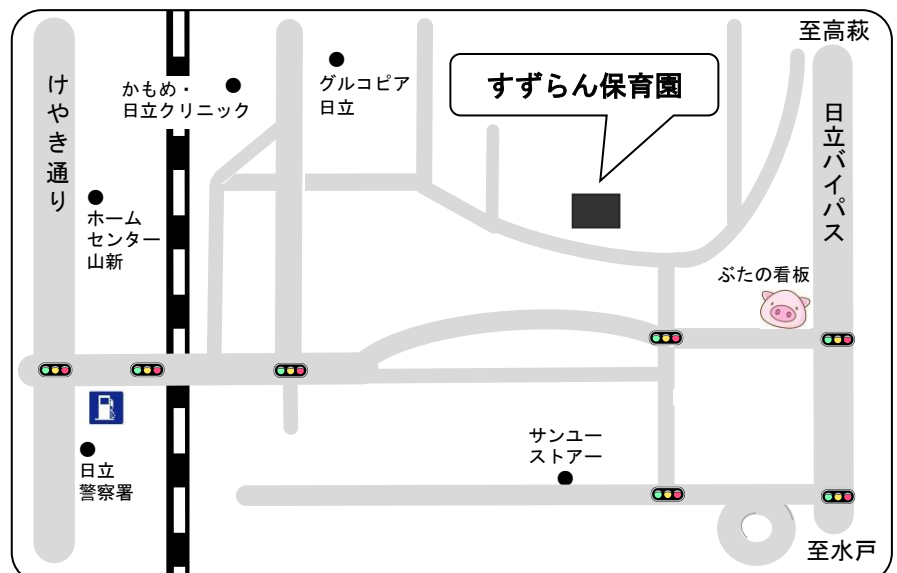 至高萩
けやき通り
かもめ・
日立クリニック
グルコピア
日立
すずらん保育園
日立バイパス
ホーム
センター
山新
ぶたの看板
サンユー
ストアー
日立
警察署
至水戸